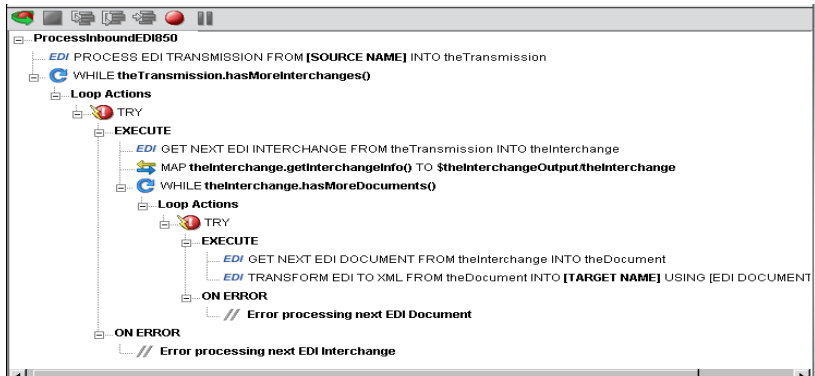 ProcessInboundEDI850
EDI PROCESS EDI TRANSMISSION FROM [SOURCE NAME] INTO theTransmission
WHILE theTransmission.hasMoreInterchanges()
Loop Actions
TRY
EXECUTE
EDI GET NEXT EDI INTERCHANGE FROM theTransmission INTO theInterchange
MAP theInterchange.getInterchangeInfo() TO $theInterchangeOutput/theInterchange
WHILE theInterchange.hasMoreDocuments()
Loop Actions
TRY
EXECUTE
EDI GET NEXT EDI DOCUMENT FROM theInterchange INTO theDocument
EDI TRANSFORM EDI TO XML FROM theDocument INTO [TARGET NAME] USING [EDI DOCUMENT
ON ERROR
// Error processing next EDI Document
ON ERROR
// Error processing next EDI Interchange